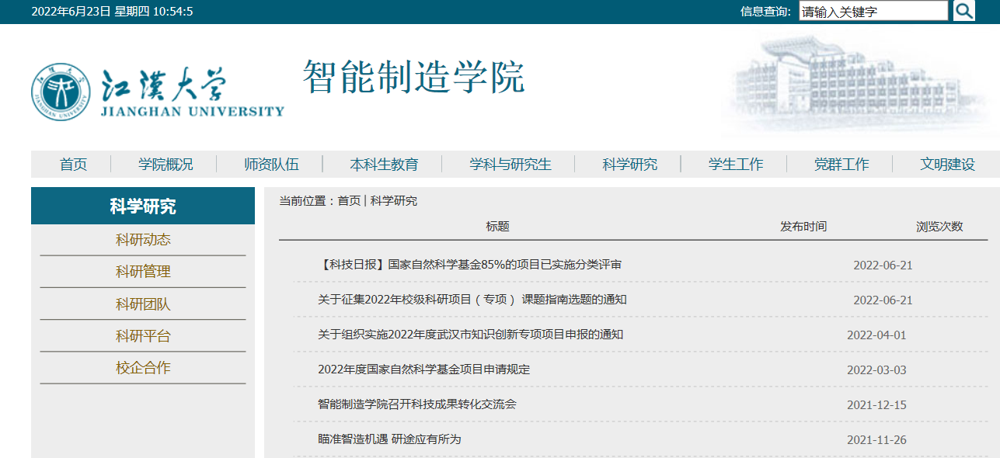 2022年6月23日 星期四 10:54:5 信息查询: 请输入关键字
江漢大学
JIANGHAN UNIVERSITY
智能制造学院
首页 学院概况 师资队伍 本科生教育 学科与研究生 科学研究 学生工作 党群工作 文明建设
科学研究
科研动态
科研管理
科研团队
科研平台
校企合作
当前位置：首页 | 科学研究
标题 发布时间 浏览次数
【科技日报】国家自然科学基金85%的项目已实施分类评审 2022-06-21
关于征集2022年校级科研项目（专项） 课题指南选题的通知 2022-06-21
关于组织实施2022年度武汉市知识创新专项项目申报的通知 2022-04-01
2022年度国家自然科学基金项目申请规定 2022-03-03
智能制造学院召开科技成果转化交流会 2021-12-15
瞄准智造机遇 研途应有所为 2021-11-26